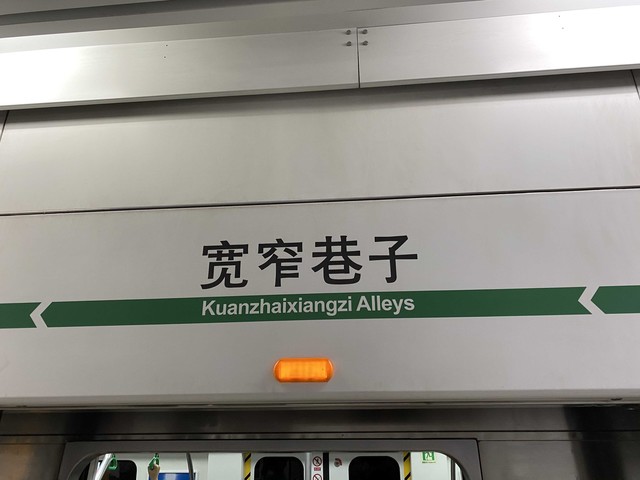 宽窄巷子
Kuanzhaixiangzi Alleys